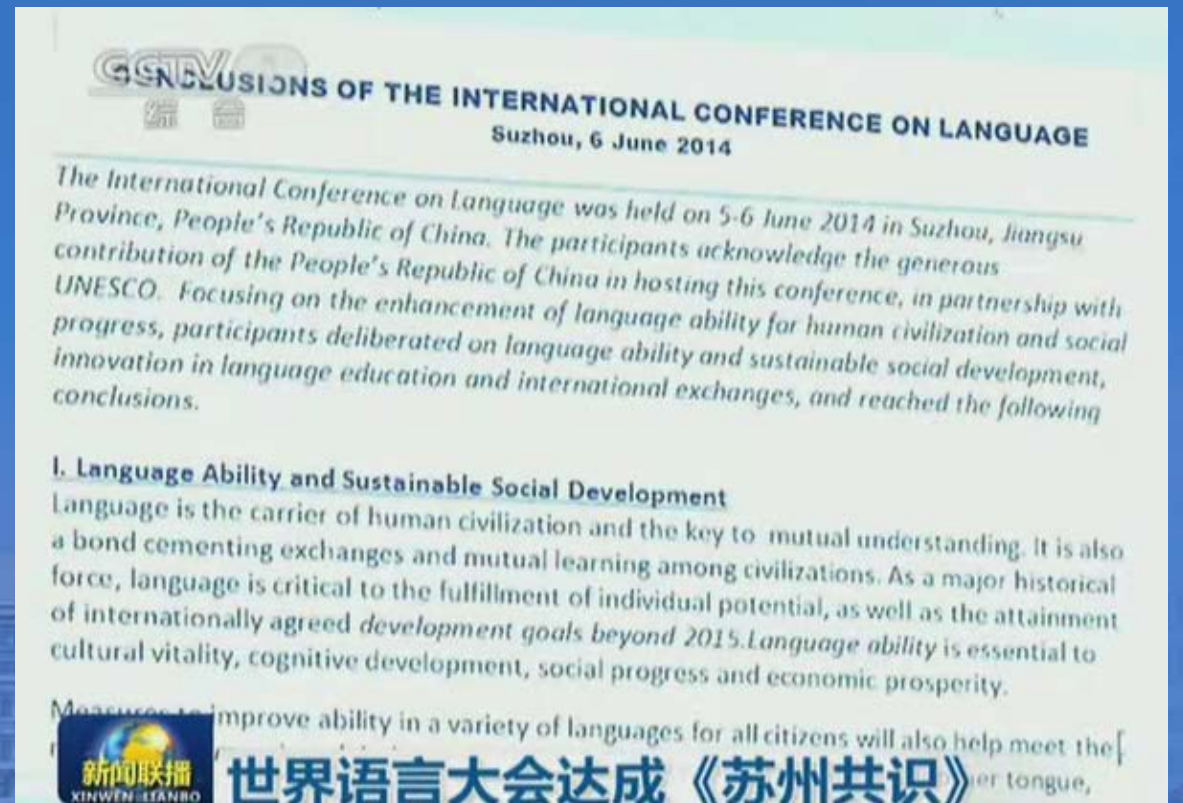 CCTV
综合
CONCLUSIONS OF THE INTERNATIONAL CONFERENCE ON LANGUAGE
Suzhou, 6 June 2014
The International Conference on Language was held on 5-6 June 2014 in Suzhou, Jiangsu
Province, People's Republic of China. The participants acknowledge the generous
contribution of the People's Republic of China in hosting this conference, in partnership with
UNESCO. Focusing on the enhancement of language ability for human civilization and social
progress, participants deliberated on language ability and sustainable social development,
innovation in language education and international exchanges, and reached the following
conclusions.
I. Language Ability and Sustainable Social Development
Language is the carrier of human civilization and the key to mutual understanding. It is also
a bond cementing exchanges and mutual learning among civilizations. As a major historical
force, language is critical to the fulfillment of individual potential, as well as the attainment
of internationally agreed development goals beyond 2015.Language ability is essential to
cultural vitality, cognitive development, social progress and economic prosperity.
Measures to improve ability in a variety of languages for all citizens will also help meet the
tongue,
新闻联播
XINWEN LIANBO
世界语言大会达成《苏州共识》